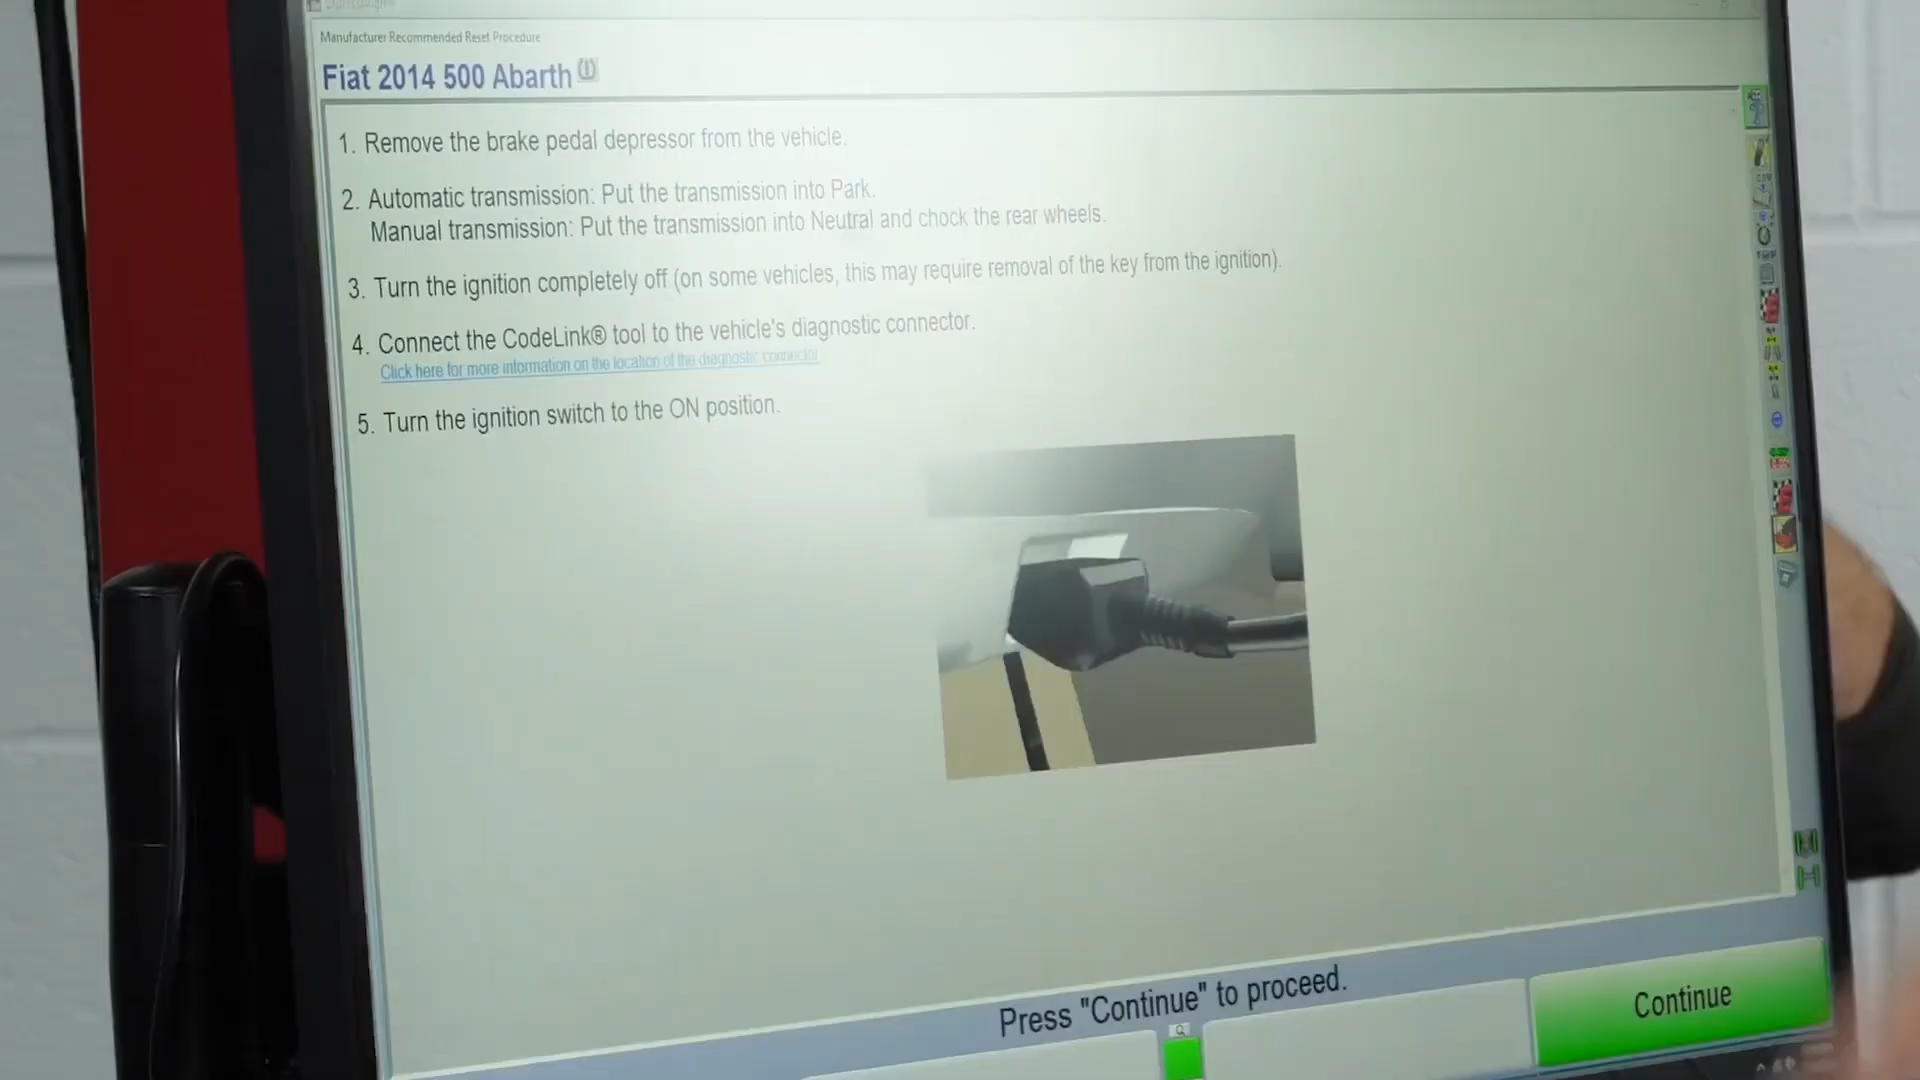 Manufacturer Recommended Reset Procedure
Fiat 2014 500 Abarth
1. Remove the brake pedal depressor from the vehicle.
2. Automatic transmission: Put the transmission into Park.
Manual transmission: Put the transmission into Neutral and chock the rear wheels.
3. Turn the ignition completely off (on some vehicles, this may require removal of the key from the ignition).
4. Connect the CodeLink® tool to the vehicle's diagnostic connector.
Click here for more information on the location of the diagnostic connector
5. Turn the ignition switch to the ON position.
Press "Continue" to proceed.
Continue